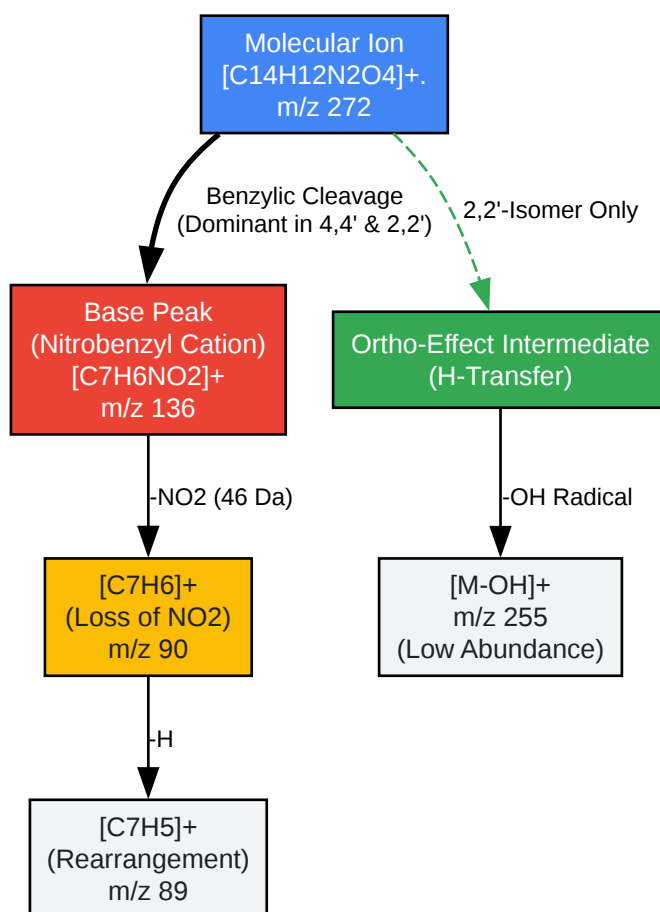 Molecular Ion
[C14H12N2O4]+.
m/z 272
Benzylic Cleavage
(Dominant in 4,4' & 2,2')
2,2'-Isomer Only
Base Peak
(Nitrobenzyl Cation)
[C7H6NO2]+
m/z 136
Ortho-Effect Intermediate
(H-Transfer)
-NO2 (46 Da)
-OH Radical
[C7H6]+
(Loss of NO2)
m/z 90
[M-OH]+
m/z 255
(Low Abundance)
-H
[C7H5]+
(Rearrangement)
m/z 89